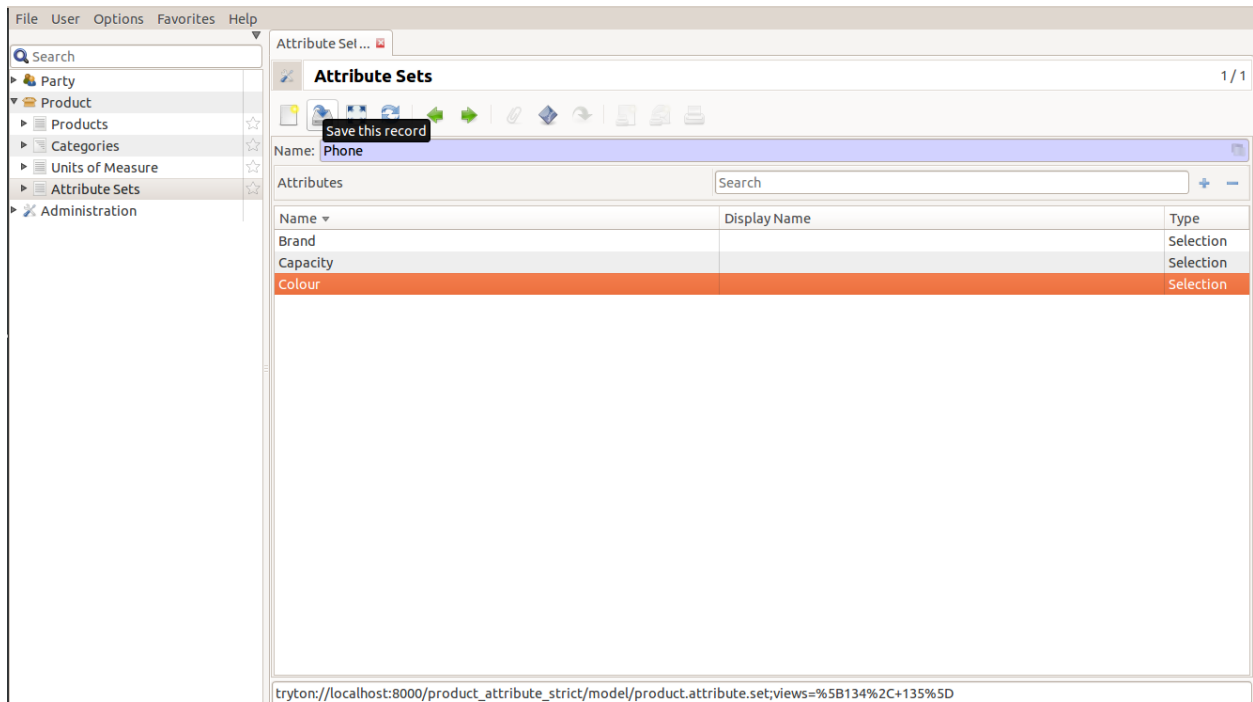 File User Options Favorites Help
Search
Party
Product
Products
Categories
Units of Measure
Attribute Sets
Administration
Attribute Set ...
Attribute Sets
1 / 1
Save this record
Name: Phone
Attributes
Search
Name Display Name Type
Brand Selection
Capacity Selection
Colour Selection
tryton://localhost:8000/product_attribute_strict/model/product.attribute.set;views=%5B134%2C+135%5D